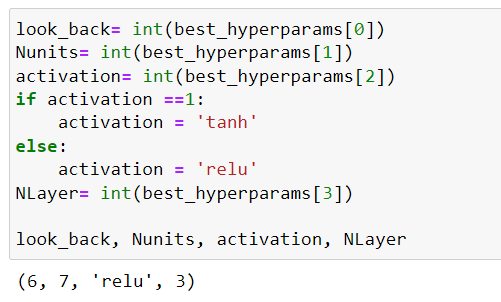 look_back= int(best_hyperparams[0])
Nunits= int(best_hyperparams[1])
activation= int(best_hyperparams[2])
if activation ==1:
    activation = 'tanh'
else:
    activation = 'relu'
NLayer= int(best_hyperparams[3])
look_back, Nunits, activation, NLayer
(6, 7, 'relu', 3)